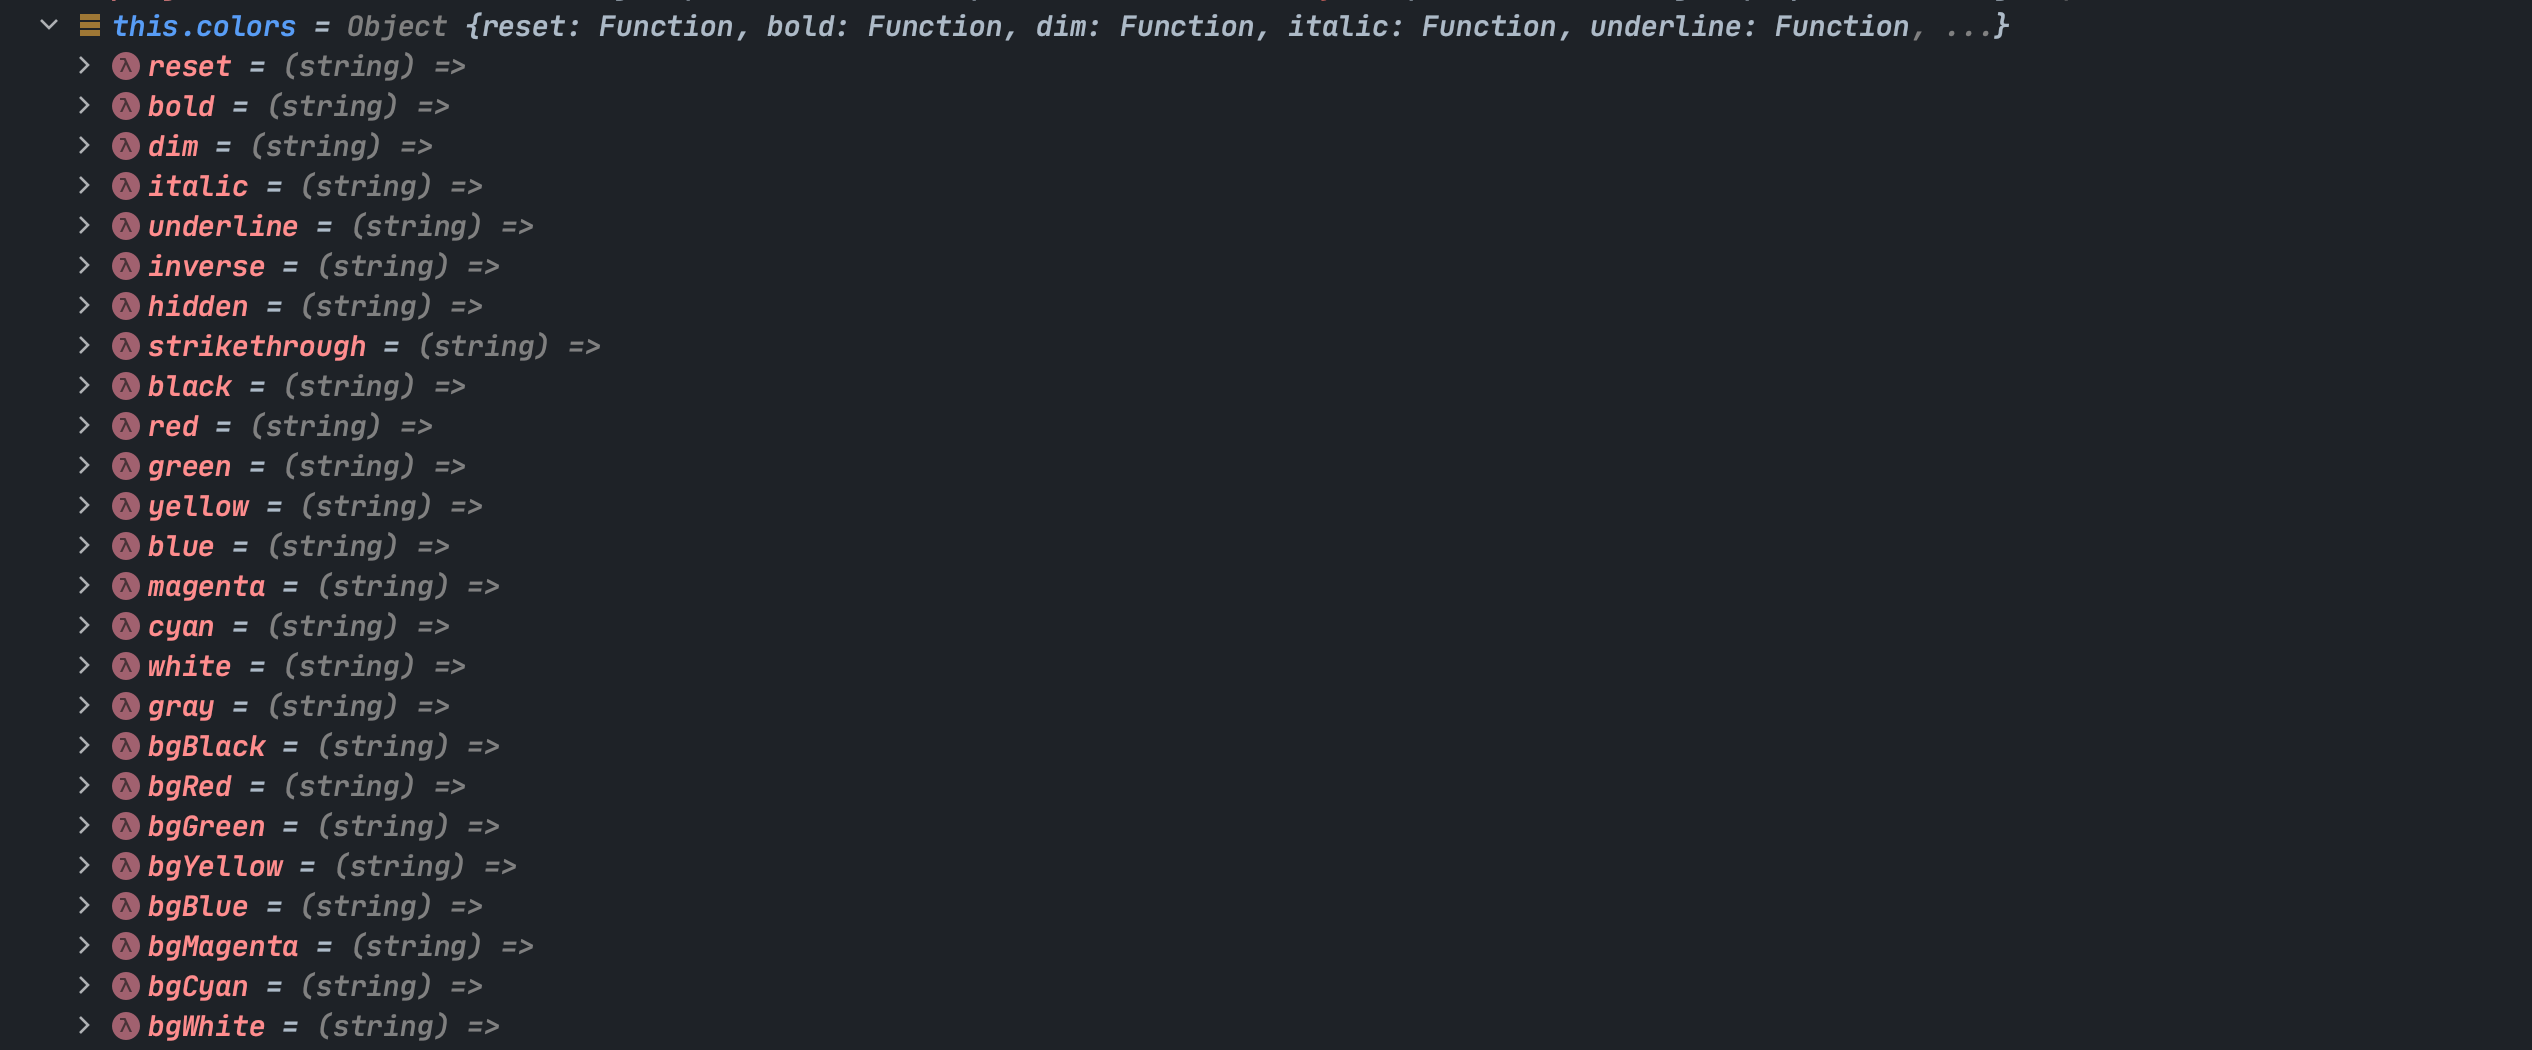 this.colors = Object {reset: Function, bold: Function, dim: Function, italic: Function, underline: Function, ...}
λ reset = (string) =>
λ bold = (string) =>
λ dim = (string) =>
λ italic = (string) =>
λ underline = (string) =>
λ inverse = (string) =>
λ hidden = (string) =>
λ strikethrough = (string) =>
λ black = (string) =>
λ red = (string) =>
λ green = (string) =>
λ yellow = (string) =>
λ blue = (string) =>
λ magenta = (string) =>
λ cyan = (string) =>
λ white = (string) =>
λ gray = (string) =>
λ bgBlack = (string) =>
λ bgRed = (string) =>
λ bgGreen = (string) =>
λ bgYellow = (string) =>
λ bgBlue = (string) =>
λ bgMagenta = (string) =>
λ bgCyan = (string) =>
λ bgWhite = (string) =>